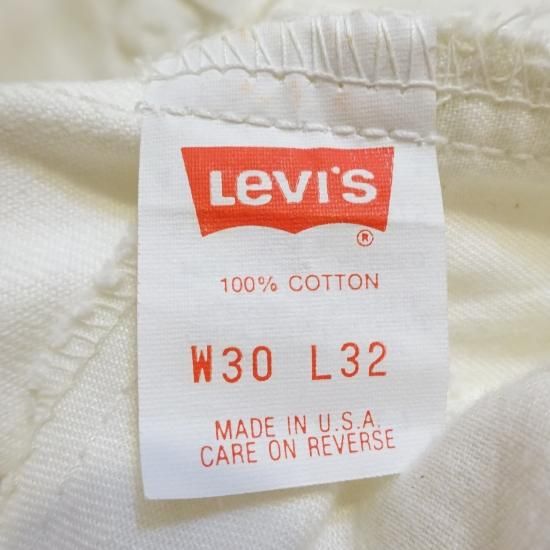 Levi's
®
100% COTTON
W30 L32
MADE IN U.S.A.
CARE ON REVERSE